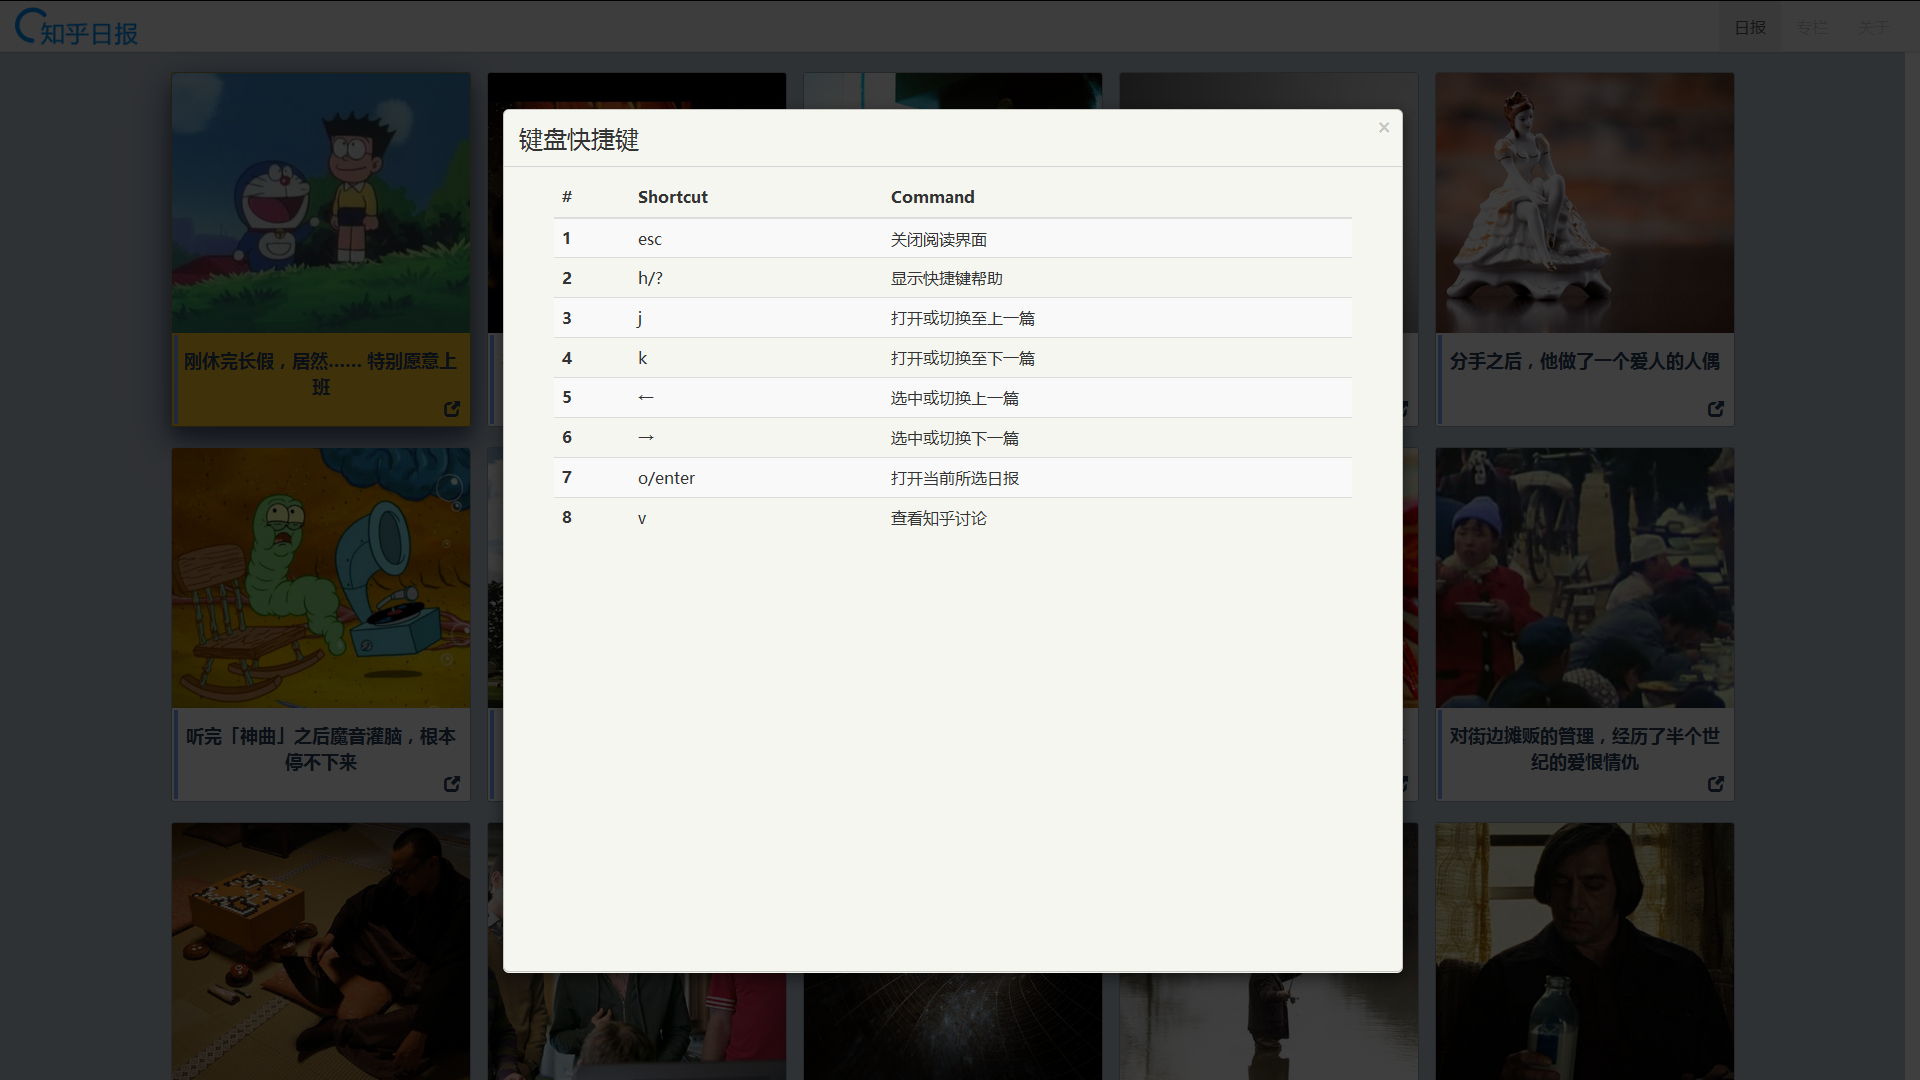 知乎日报
日报 专栏 关于
键盘快捷键 ×
# Shortcut Command
1 esc 关闭阅读界面
2 h/? 显示快捷键帮助
3 j 打开或切换至上一篇
4 k 打开或切换至下一篇
5 ← 选中或切换上一篇
6 → 选中或切换下一篇
7 o/enter 打开当前所选日报
8 v 查看知乎讨论
刚休完长假，居然…… 特别愿意上
班
分手之后，他做了一个爱人的人偶
听完「神曲」之后魔音灌脑，根本
停不下来
对街边摊贩的管理，经历了半个世
纪的爱恨情仇